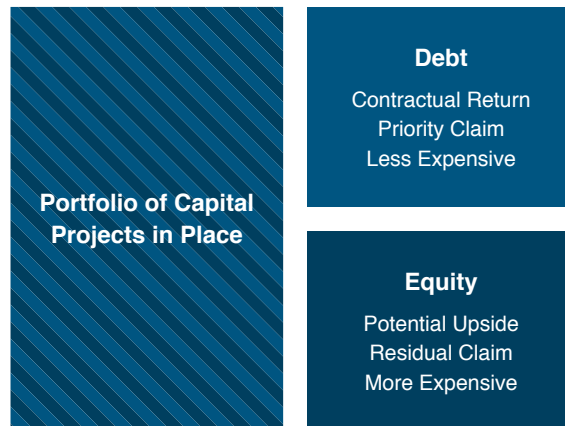 Portfolio of Capital
Projects in Place
Debt
Contractual Return
Priority Claim
Less Expensive
Equity
Potential Upside
Residual Claim
More Expensive